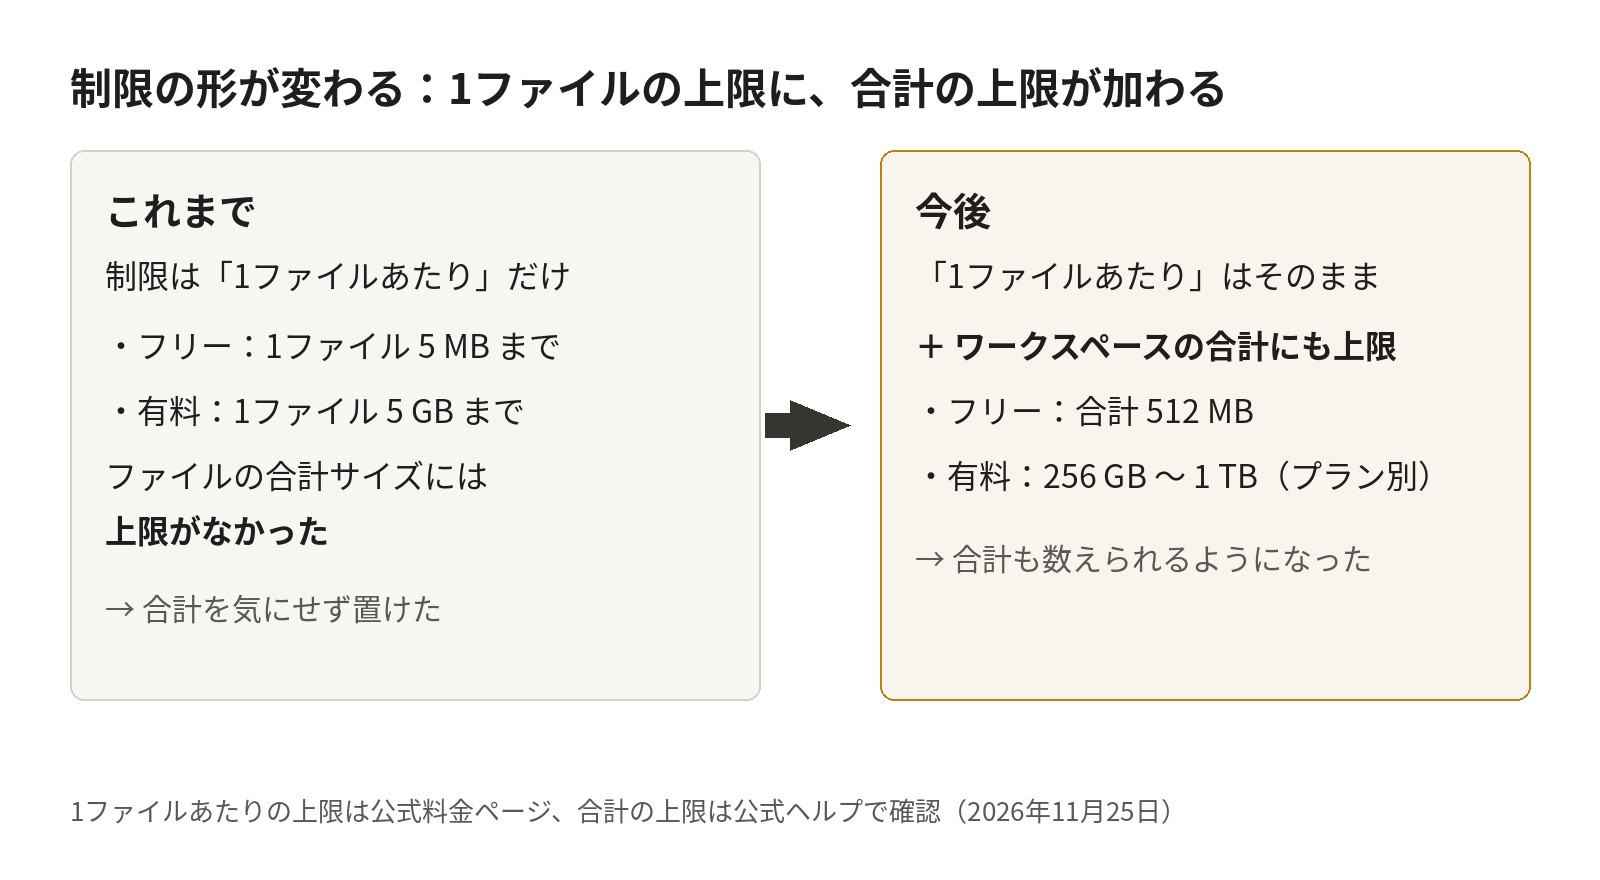 制限の形が変わる：1ファイルの上限に、合計の上限が加わる
これまで
制限は「1ファイルあたり」だけ
・フリー：1ファイル 5 MB まで
・有料：1ファイル 5 GB まで
ファイルの合計サイズには
上限がなかった
→ 合計を気にせず置けた
今後
「1ファイルあたり」はそのまま
＋ ワークスペースの合計にも上限
・フリー：合計 512 MB
・有料：256 GB 〜 1 TB（プラン別）
→ 合計も数えられるようになった
1ファイルあたりの上限は公式料金ページ、合計の上限は公式ヘルプで確認（2026年11月25日）